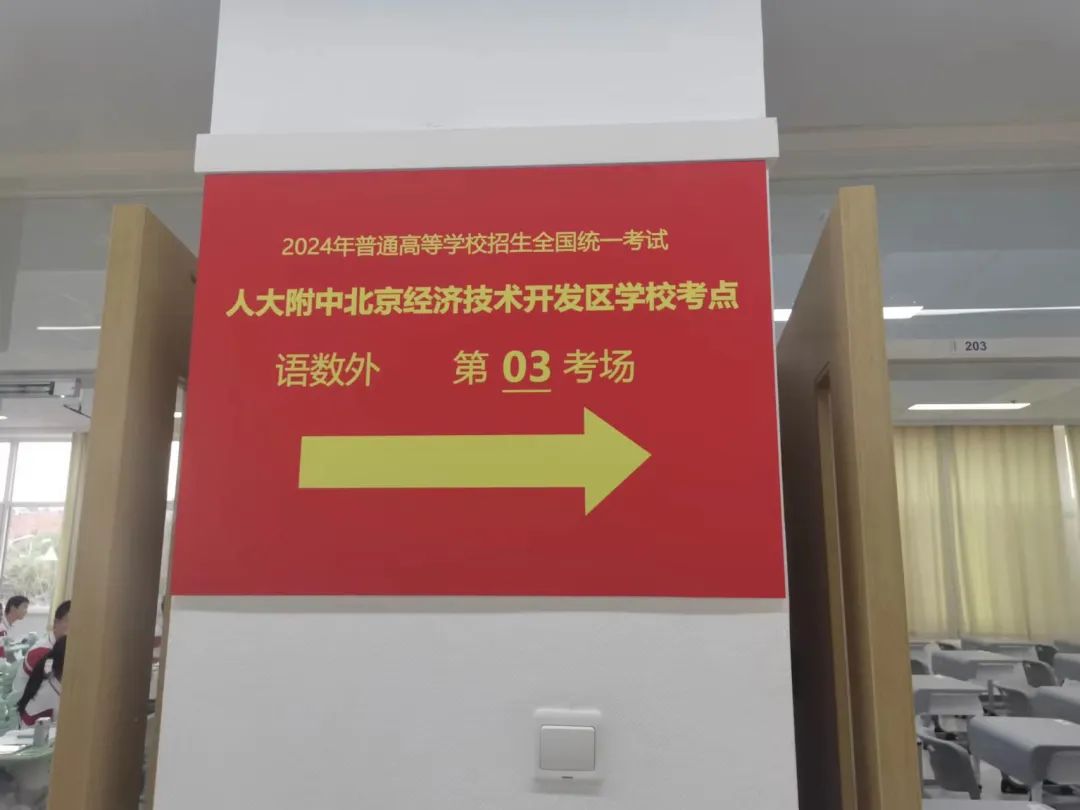 2024年普通高等学校招生全国统一考试
人大附中北京经济技术开发区学校考点
语数外 第 03 考场
203